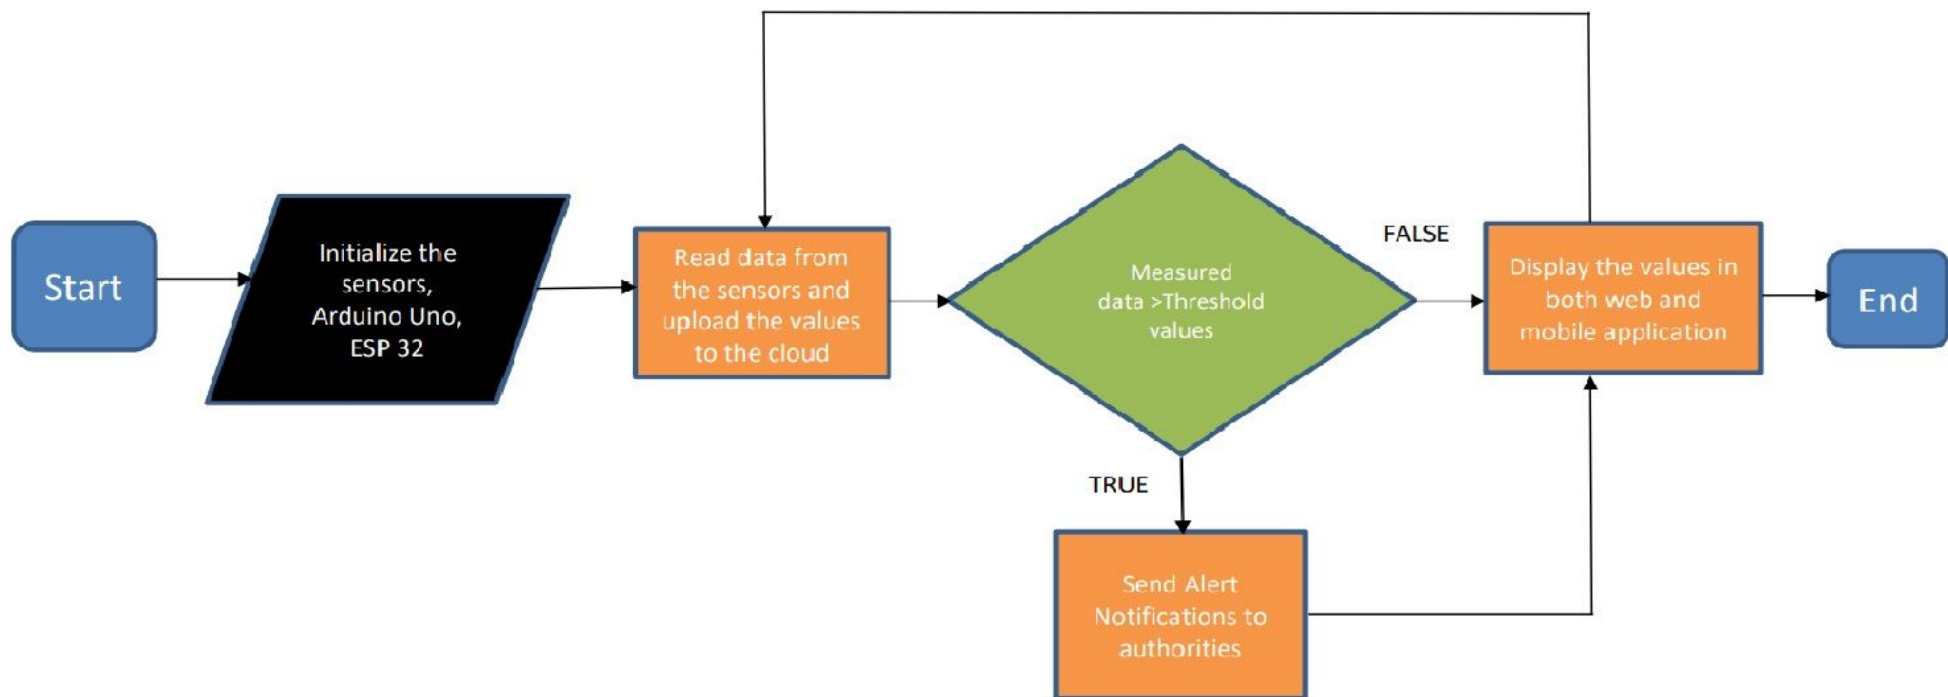 Start
Initialize the
sensors,
Arduino Uno,
ESP 32
Read data from
the sensors and
upload the values
to the cloud
Measured
data >Threshold
values
FALSE
TRUE
Send Alert
Notifications to
authorities
Display the values in
both web and
mobile application
End